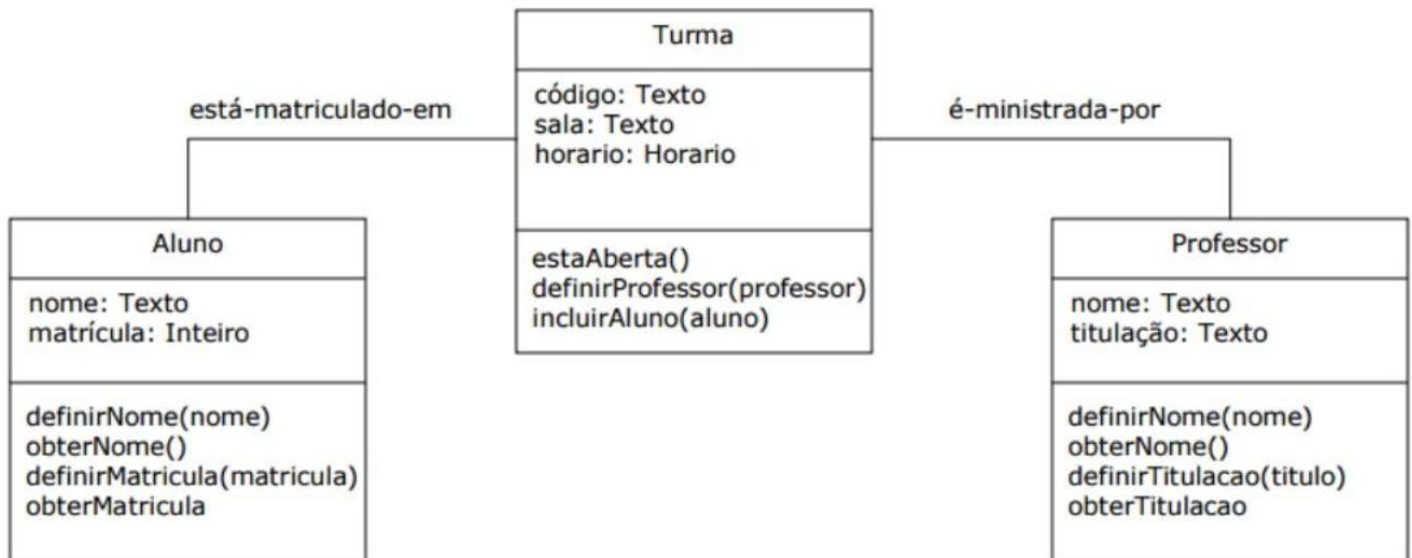 Turma
código: Texto
sala: Texto
horario: Horario
estaAberta()
definirProfessor(professor)
incluirAluno(aluno)
está-matriculado-em
é-ministrada-por
Aluno
nome: Texto
matrícula: Inteiro
definirNome(nome)
obterNome()
definirMatricula(matricula)
obterMatricula
Professor
nome: Texto
titulação: Texto
definirNome(nome)
obterNome()
definirTitulacao(titulo)
obterTitulacao